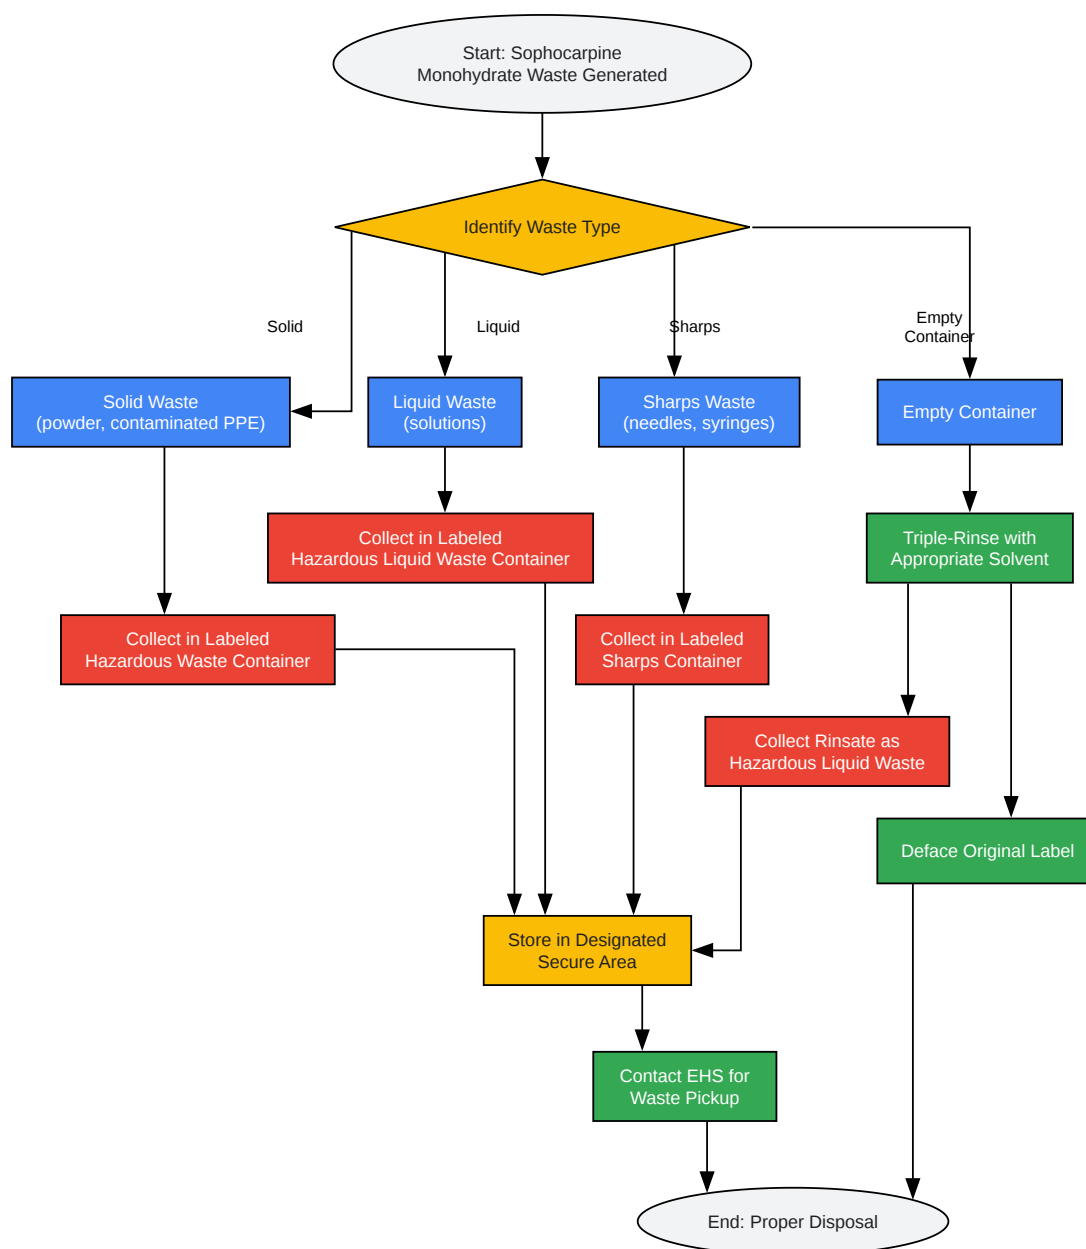 Start: Sophocarpine
Monohydrate Waste Generated
Identify Waste Type
Solid
Liquid
Sharps
Empty
Container
Solid Waste
(powder, contaminated PPE)
Liquid Waste
(solutions)
Sharps Waste
(needles, syringes)
Empty Container
Collect in Labeled
Hazardous Liquid Waste Container
Triple-Rinse with
Appropriate Solvent
Collect in Labeled
Hazardous Waste Container
Collect in Labeled
Sharps Container
Collect Rinsate as
Hazardous Liquid Waste
Deface Original Label
Store in Designated
Secure Area
Contact EHS for
Waste Pickup
End: Proper Disposal